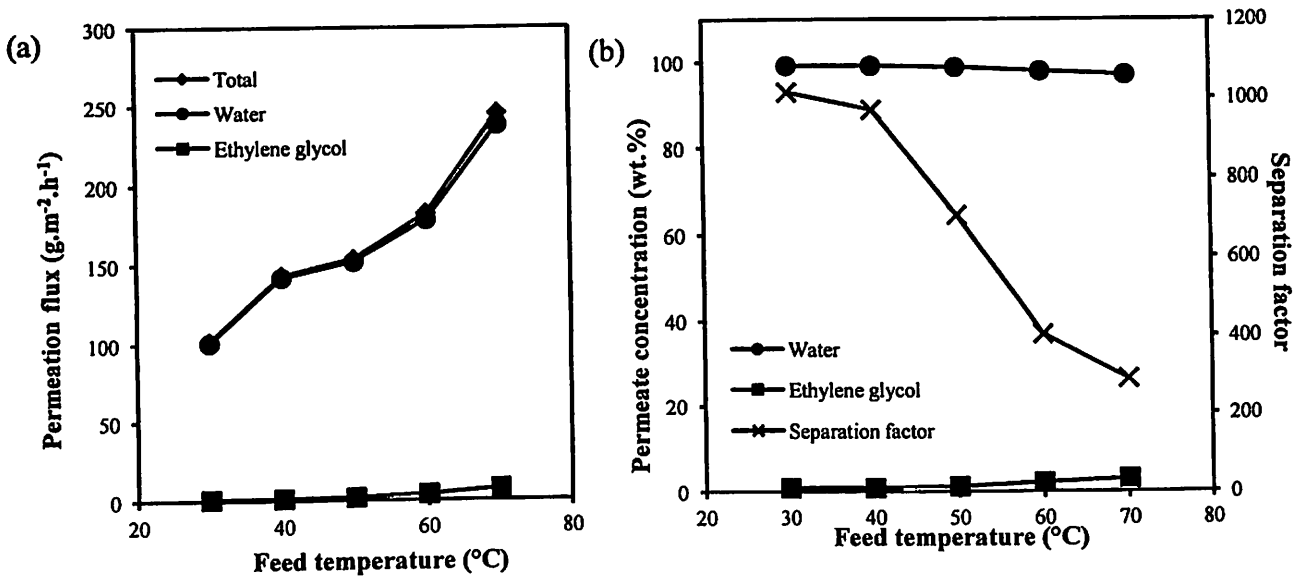 (a)
Permeation flux (g.m-2.h-1)
300
250
200
150
100
50
0
Total
Water
Ethylene glycol
20
40
60
80
Feed temperature (°C)
(b)
Permeate concentration (wt.%)
100
80
60
40
20
0
Water
Ethylene glycol
Separation factor
1200
1000
800
600
400
200
0
Separation factor
20
30
40
50
60
70
80
Feed temperature (°C)